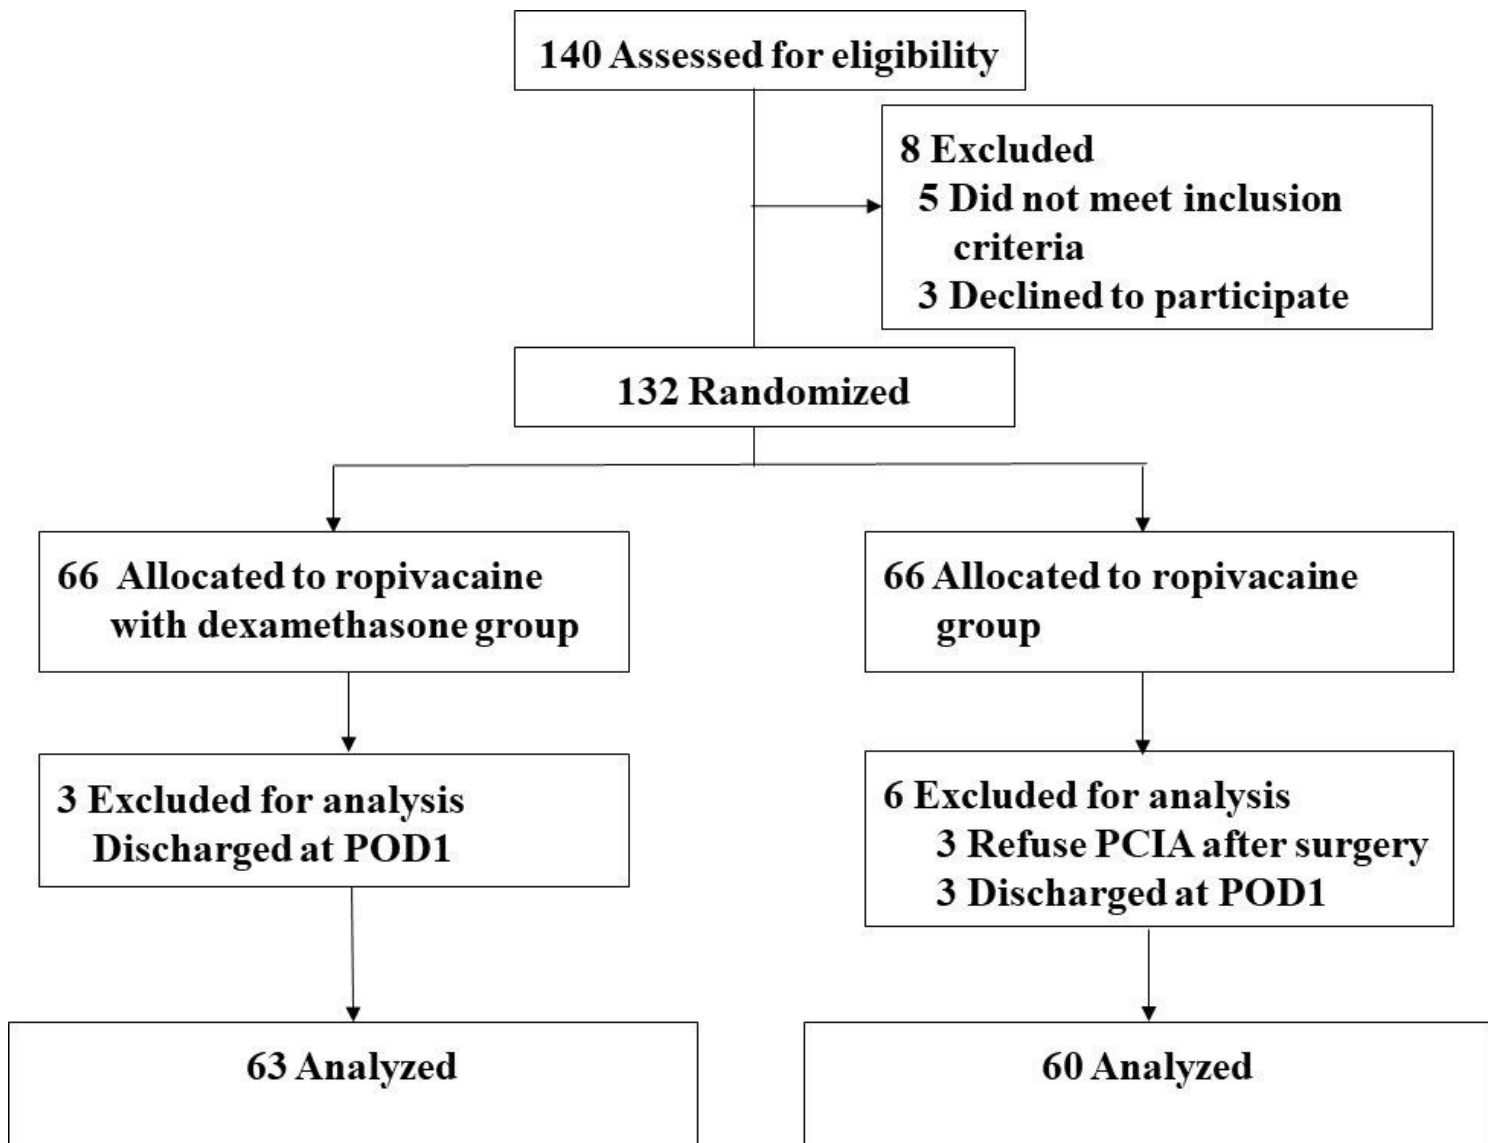 140 Assessed for eligibility
8 Excluded
5 Did not meet inclusion
criteria
3 Declined to participate
132 Randomized
66 Allocated to ropivacaine
with dexamethasone group
66 Allocated to ropivacaine
group
3 Excluded for analysis
Discharged at POD1
6 Excluded for analysis
3 Refuse PCIA after surgery
3 Discharged at POD1
63 Analyzed
60 Analyzed